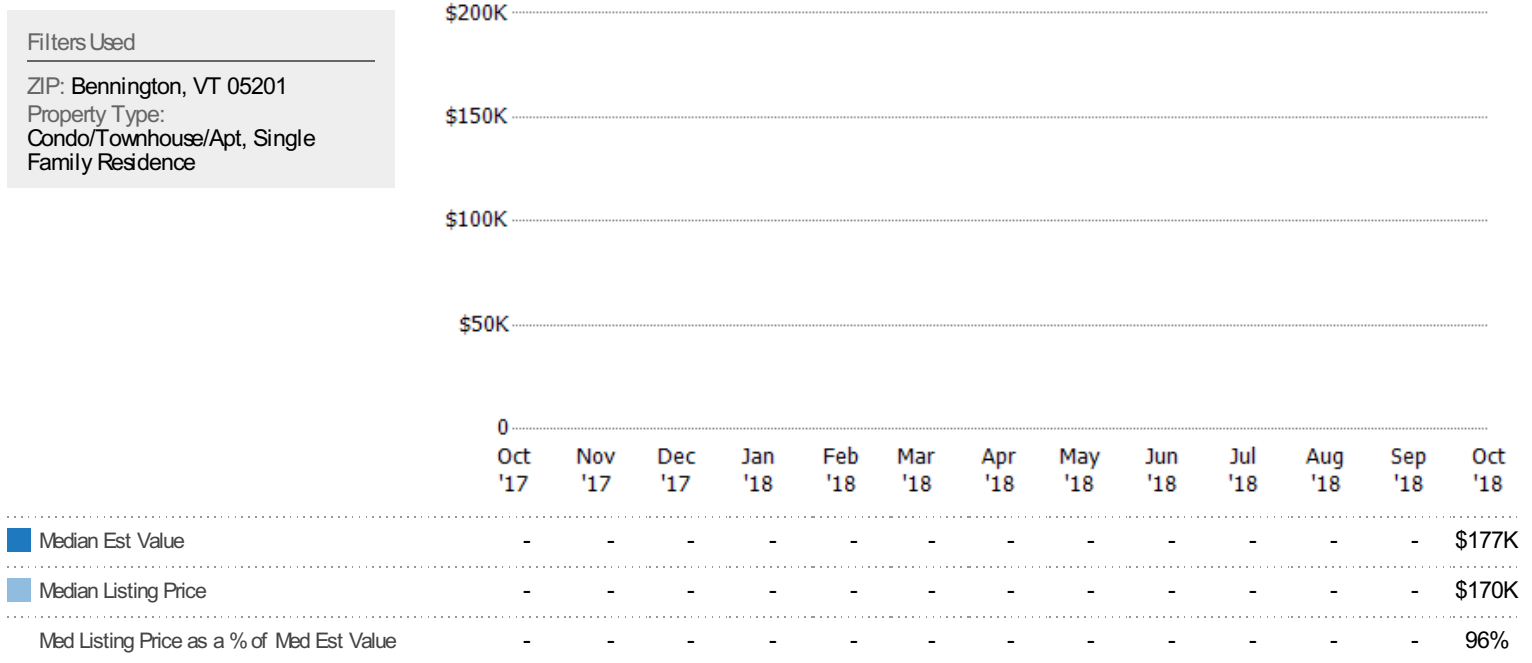 Filters Used
ZIP: Bennington, VT 05201
Property Type:
Condo/Townhouse/Apt, Single
Family Residence
$200K
$150K
$100K
$50K
0
Oct Nov Dec Jan Feb Mar Apr May Jun Jul Aug Sep Oct
'17 '17 '17 '18 '18 '18 '18 '18 '18 '18 '18 '18 '18
Median Est Value - - - - - - - - - - - - $177K
Median Listing Price - - - - - - - - - - - - $170K
Med Listing Price as a % of Med Est Value - - - - - - - - - - - - 96%